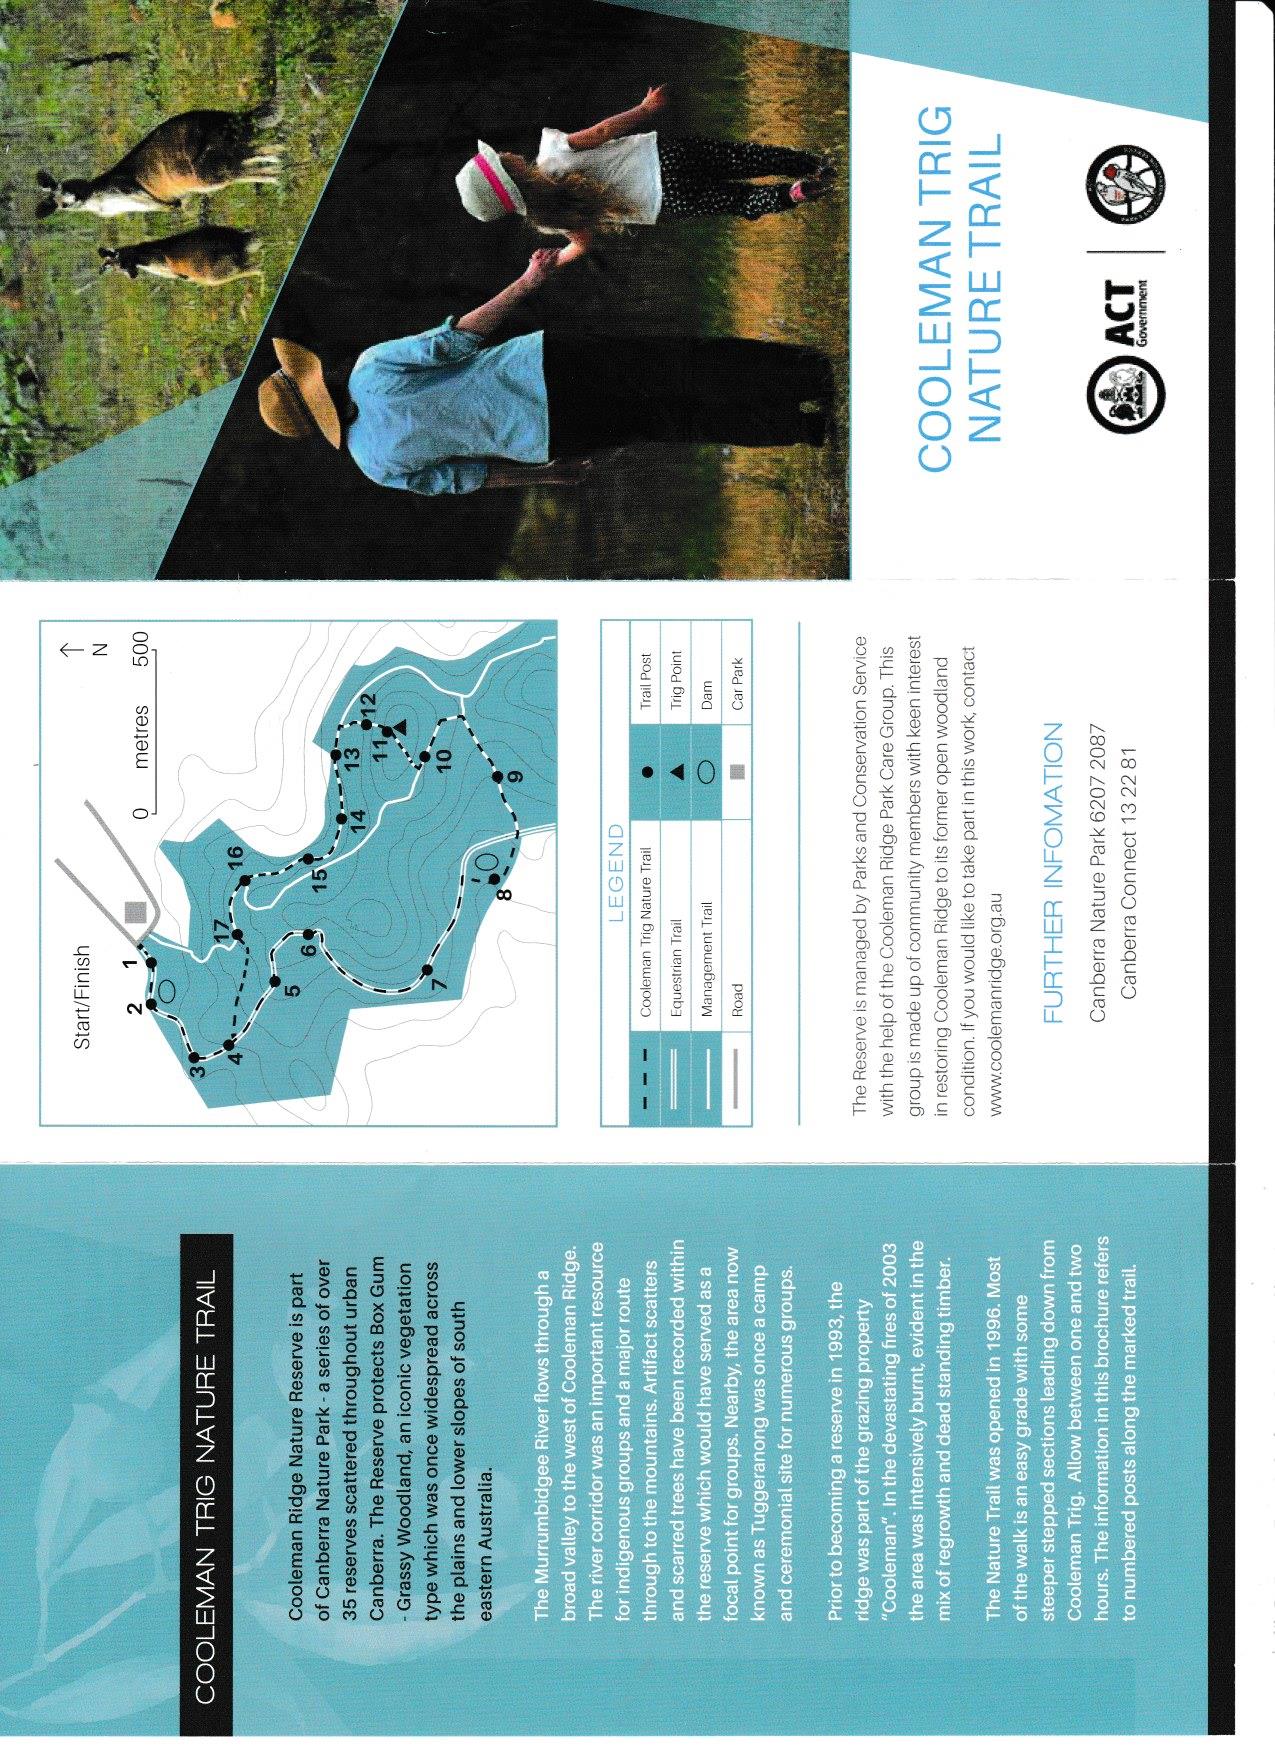 COOLEMAN TRIG NATURE TRAIL
Cooleman Ridge Nature Reserve is part
of Canberra Nature Park - a series of over
35 reserves scattered throughout urban
Canberra. The Reserve protects Box Gum
- Grassy Woodland, an iconic vegetation
type which was once widespread across
the plains and lower slopes of south
eastern Australia.
The Murrumbidgee River flows through a
broad valley to the west of Cooleman Ridge.
The river corridor was an important resource
for indigenous groups and a major route
through to the mountains. Artifact scatters
and scarred trees have been recorded within
the reserve which would have served as a
focal point for groups. Nearby, the area now
known as Tuggeranong was once a camp
and ceremonial site for numerous groups.
Prior to becoming a reserve in 1993, the
ridge was part of the grazing property
"Cooleman". In the devastating fires of 2003
the area was intensively burnt, evident in the
mix of regrowth and dead standing timber.
The Nature Trail was opened in 1996. Most
of the walk is an easy grade with some
steeper stepped sections leading down from
Cooleman Trig. Allow between one and two
hours. The information in this brochure refers
to numbered posts along the marked trail.
Start/Finish
N
0 metres 500
1
2
3
4
5
6
7
8
9
10
11
12
13
14
15
16
17
LEGEND
Cooleman Trig Nature Trail
Trail Post
Equestrian Trail
Trig Point
Management Trail
Dam
Road
Car Park
The Reserve is managed by Parks and Conservation Service
with the help of the Cooleman Ridge Park Care Group. This
group is made up of community members with keen interest
in restoring Cooleman Ridge to its former open woodland
condition. If you would like to take part in this work, contact
www.coolemanridge.org.au
FURTHER INFOMATION
Canberra Nature Park 6207 2087
Canberra Connect 13 22 81
COOLEMAN TRIG
NATURE TRAIL
ACT
Government